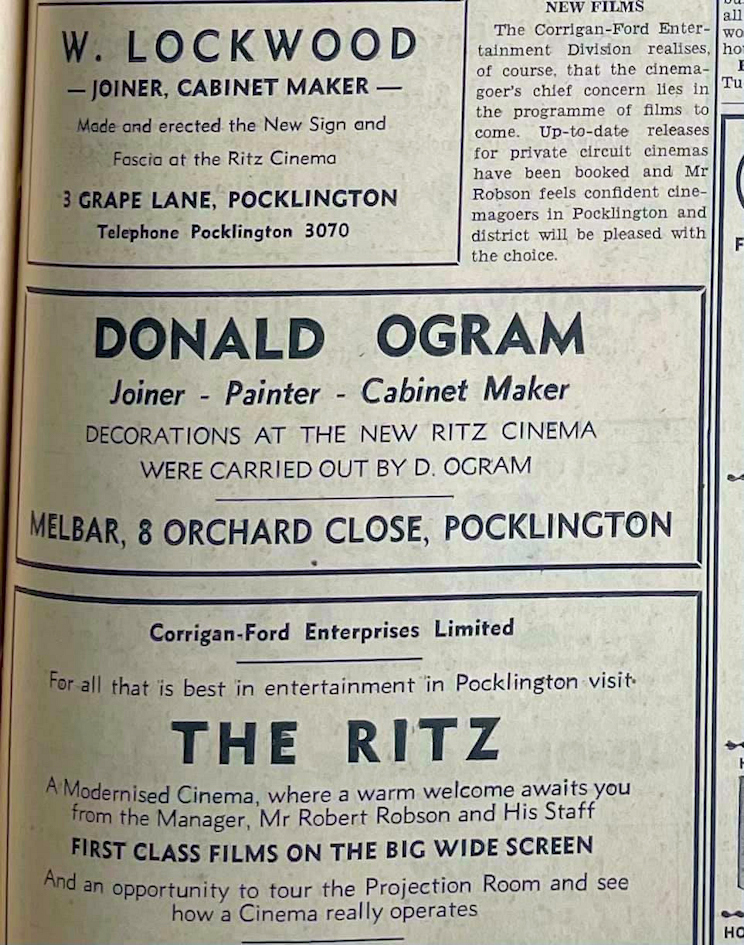 W. LOCKWOOD
— JOINER, CABINET MAKER —
Made and erected the New Sign and
Fascia at the Ritz Cinema
3 GRAPE LANE, POCKLINGTON
Telephone Pocklington 3070
NEW FILMS
The Corrigan-Ford Enter-
tainment Division realises,
of course, that the cinema-
goer's chief concern lies in
the programme of films to
come. Up-to-date releases
for private circuit cinemas
have been booked and Mr
Robson feels confident cine-
magoers in Pocklington and
district will be pleased with
the choice.
DONALD OGRAM
Joiner - Painter - Cabinet Maker
DECORATIONS AT THE NEW RITZ CINEMA
WERE CARRIED OUT BY D. OGRAM
MELBAR, 8 ORCHARD CLOSE, POCKLINGTON
Corrigan-Ford Enterprises Limited
For all that is best in entertainment in Pocklington visit
THE RITZ
A Modernised Cinema, where a warm welcome awaits you
from the Manager, Mr Robert Robson and His Staff
FIRST CLASS FILMS ON THE BIG WIDE SCREEN
And an opportunity to tour the Projection Room and see
how a Cinema really operates
all